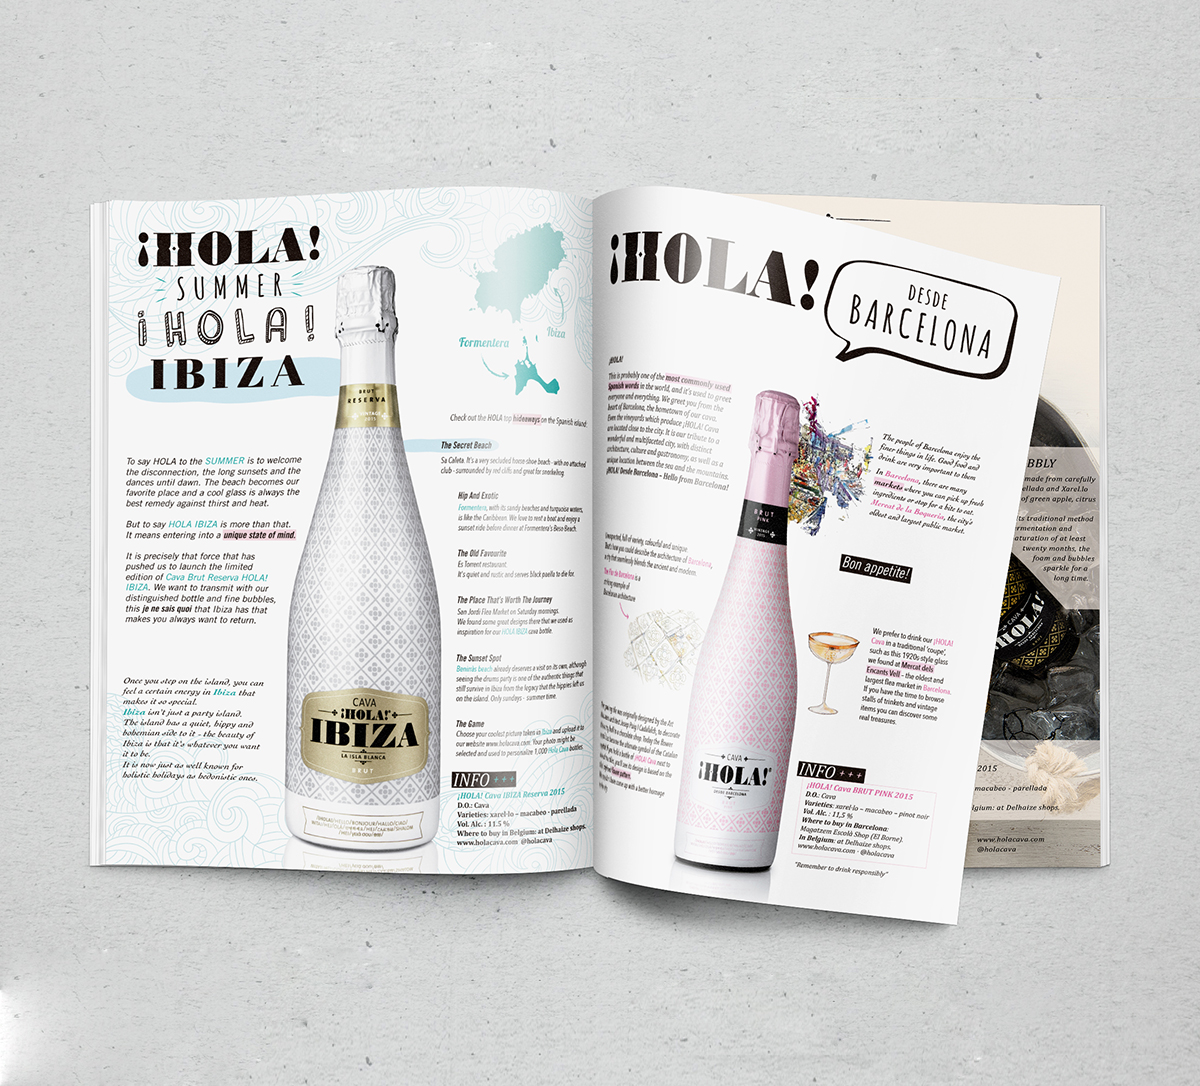 ¡HOLA!
SUMMER
¡HOLA!
IBIZA
To say HOLA to the SUMMER is to welcome
the disconnection, the long sunsets and the
dances until dawn. The beach becomes our
favorite place and a cool glass is always the
best remedy against thirst and heat.
But to say HOLA IBIZA is more than that.
It means entering into a unique state of mind.
It is precisely that force that has
pushed us to launch the limited
edition of Cava Brut Reserva HOLA!
IBIZA. We want to transmit with our
distinguished bottle and fine bubbles,
this je ne sais quoi that Ibiza has that
makes you always want to return.
Once you step on the island, you can
feel a certain energy in Ibiza that
makes it so special.
Ibiza isn't just a party island.
The island has a quiet, hippy and
bohemian side to it - the beauty of
Ibiza is that it's whatever you want
it to be.
It is now just as well known for
holistic holidays as hedonistic ones.
BRUT
RESERVA
VINTAGE
2015
CAVA
¡HOLA!
IBIZA
LA ISLA BLANCA
BRUT
Ibiza
Formentera
Check out the HOLA top hideaways on the Spanish island:
The Secret Beach
Sa Caleta. It's a very secluded horse-shoe beach - with no attached
club - surrounded by red cliffs and great for snorkelling.
Hip And Exotic
Formentera, with its sandy beaches and turquoise waters,
is like the Caribbean. We love to rent a boat and enjoy a
sunset ride before dinner at Formentera's Beso Beach.
The Old Favourite
Es Torrent restaurant.
It's quiet and rustic and serves black paella to die for.
The Place That's Worth The Journey
San Jordi Flee Market on Saturday mornings.
We found some great designs there that we used as
inspiration for our HOLA IBIZA cava bottle.
The Sunset Spot
Benirràs beach already deserves a visit on its own, although
seeing the drums party is one of the authentic things that
still survive in Ibiza from the legacy that the hippies left us
on the island. Only sundays - summer time.
The Game
Choose your coolest picture taken in Ibiza and upload it to
our website www.holacava.com. Your photo might be
selected and used to personalize 1,000 Hola Cava bottles.
INFO +++
¡HOLA! Cava IBIZA Reserva 2015
D.O.: Cava
Varieties: xarel·lo - macabeo - parellada
Vol. Alc. : 11.5 %
Where to buy in Belgium: at Delhaize shops.
www.holacava.com @holacava
¡HOLA!
DESDE
BARCELONA
¡HOLA!
This is probably one of the most commonly used
Spanish words in the world, and it's used to greet
everyone and everything. We greet you from the
heart of Barcelona, the hometown of our cava.
Even the vineyards which produce ¡HOLA! Cava
are located close to the city. It is our tribute to a
wonderful and multifaceted city, with distinct
architecture, culture and gastronomy, as well as a
unique location between the sea and the mountains.
¡HOLA! Desde Barcelona – Hello from Barcelona!
Unexpected, full of variety, colourful and unique.
That's how you could describe the architecture of Barcelona,
a city that seamlessly blends the ancient and modern.
The Flor de Barcelona is a
striking example of
Barcelonan architecture
BRUT
PINK
VINTAGE
2015
CAVA
¡HOLA!
DESDE BARCELONA
The people of Barcelona enjoy the
finer things in life. Good food and
drink are very important to them
In Barcelona, there are many
markets where you can pick up fresh
ingredients or stop for a bite to eat.
Mercat de la Boqueria, the city's
oldest and largest public market.
Bon appetite!
We prefer to drink our ¡HOLA!
Cava in a traditional 'coupe',
such as this 1920s-style glass
we found at Mercat dels
Encants Vell - the oldest and
largest flea market in Barcelona.
If you have the time to browse
stalls of trinkets and vintage
items you can discover some
real treasures.
INFO +++
¡HOLA! Cava BRUT PINK 2015
D.O.: Cava
Varieties: xarel·lo – macabeo – pinot noir
Vol. Alc. : 11,5 %
Where to buy in Barcelona:
Magatzem Escolà Shop (El Borne).
In Belgium: at Delhaize shops.
www.holacava.com · @holacava
"Remember to drink responsibly"
BBLY
made from carefully
ellada and Xarel.lo
of green apple, citrus
its traditional method
ermentation and
aturation of at least
twenty months, the
foam and bubbles
sparkle for a
long time.
CAVA
HOLA!
2015
macabeo - parellada
elgium: at Delhaize shops.
www.holacava.com
@holacava